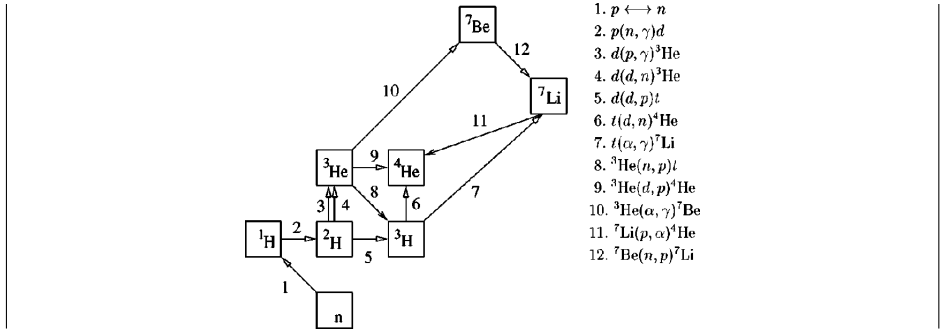 ⁷Be
12
⁷Li
10
11
³He
9
⁴He
8
7
3
4
6
¹H
2
²H
³H
5
1
n
1. p ⟷ n
2. p(n, γ)d
3. d(p, γ)³He
4. d(d, n)³He
5. d(d, p)t
6. t(d, n)⁴He
7. t(α, γ)⁷Li
8. ³He(n, p)t
9. ³He(d, p)⁴He
10. ³He(α, γ)⁷Be
11. ⁷Li(p, α)⁴He
12. ⁷Be(n, p)⁷Li